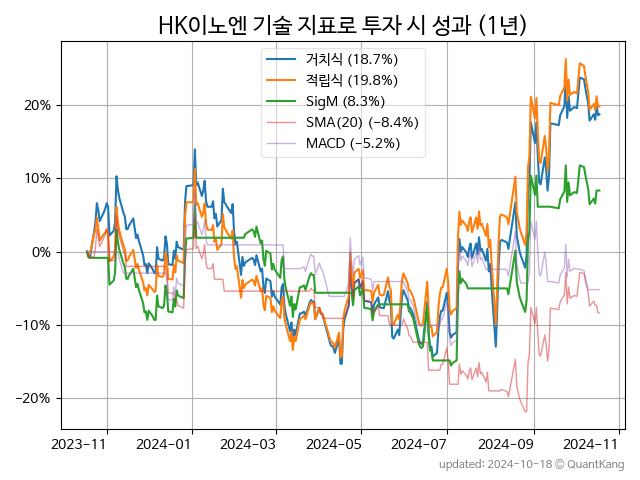 HK이노엔 기술 지표로 투자 시 성과 (1년)
거치식 (18.7%)
적립식 (19.8%)
SigM (8.3%)
SMA(20) (−8.4%)
MACD (−5.2%)
20%
10%
0%
−10%
−20%
2023-11 2024-01 2024-03 2024-05 2024-07 2024-09 2024-11
updated: 2024-10-18 © QuantKang